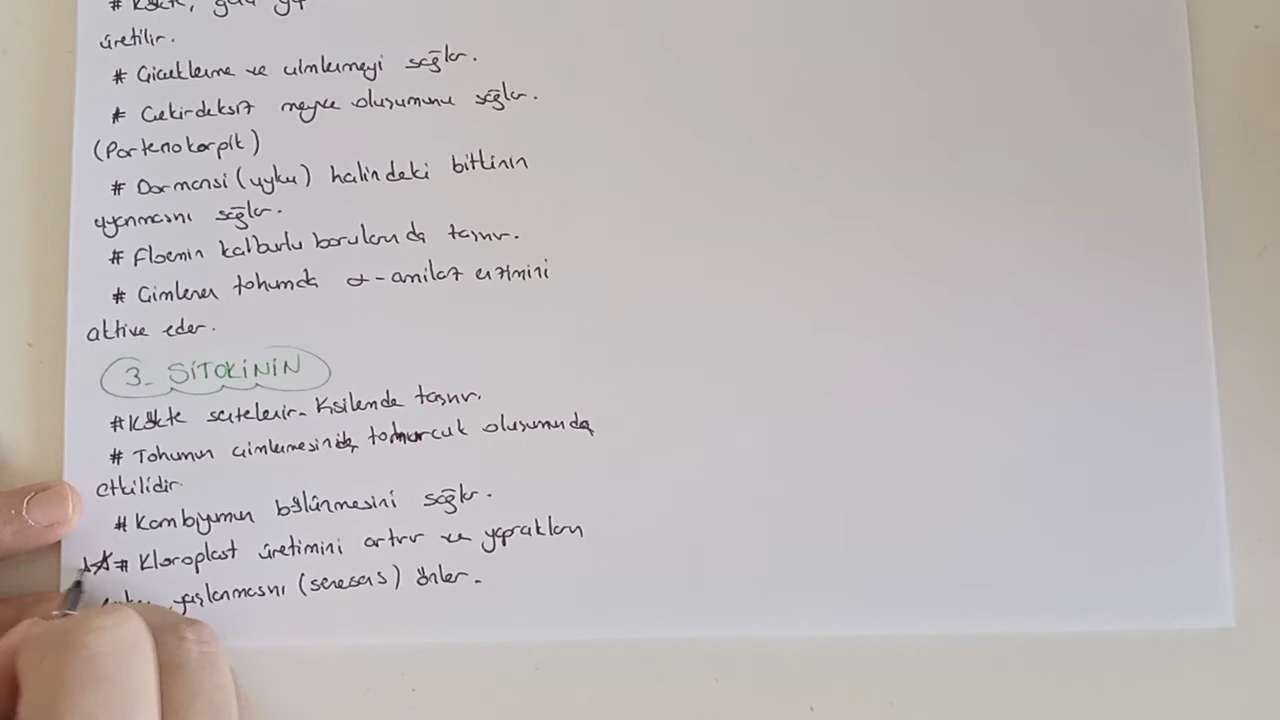 # Kökte,
üretilir.
# Çiçeklenme ve çimlenmeyi sağlar.
# Çekirdeksiz meyve oluşumunu sağlar.
(Partenokarpik)
# Dormansi (uyku) halindeki bitkinin
uyanmasını sağlar.
# Floemin kalburlu borularında taşınır.
# Çimlenen tohumda α-amilaz enzimini
aktive eder.
3- SİTOKİNİN
# Kökte sentezlenir. Ksilemde taşınır.
# Tohumun çimlenmesinde, tomurcuk oluşumunda
etkilidir.
# Kambiyumun bölünmesini sağlar.
# Kloroplast üretimini artırır ve yaprakların
yaşlanmasını (senesens) önler.